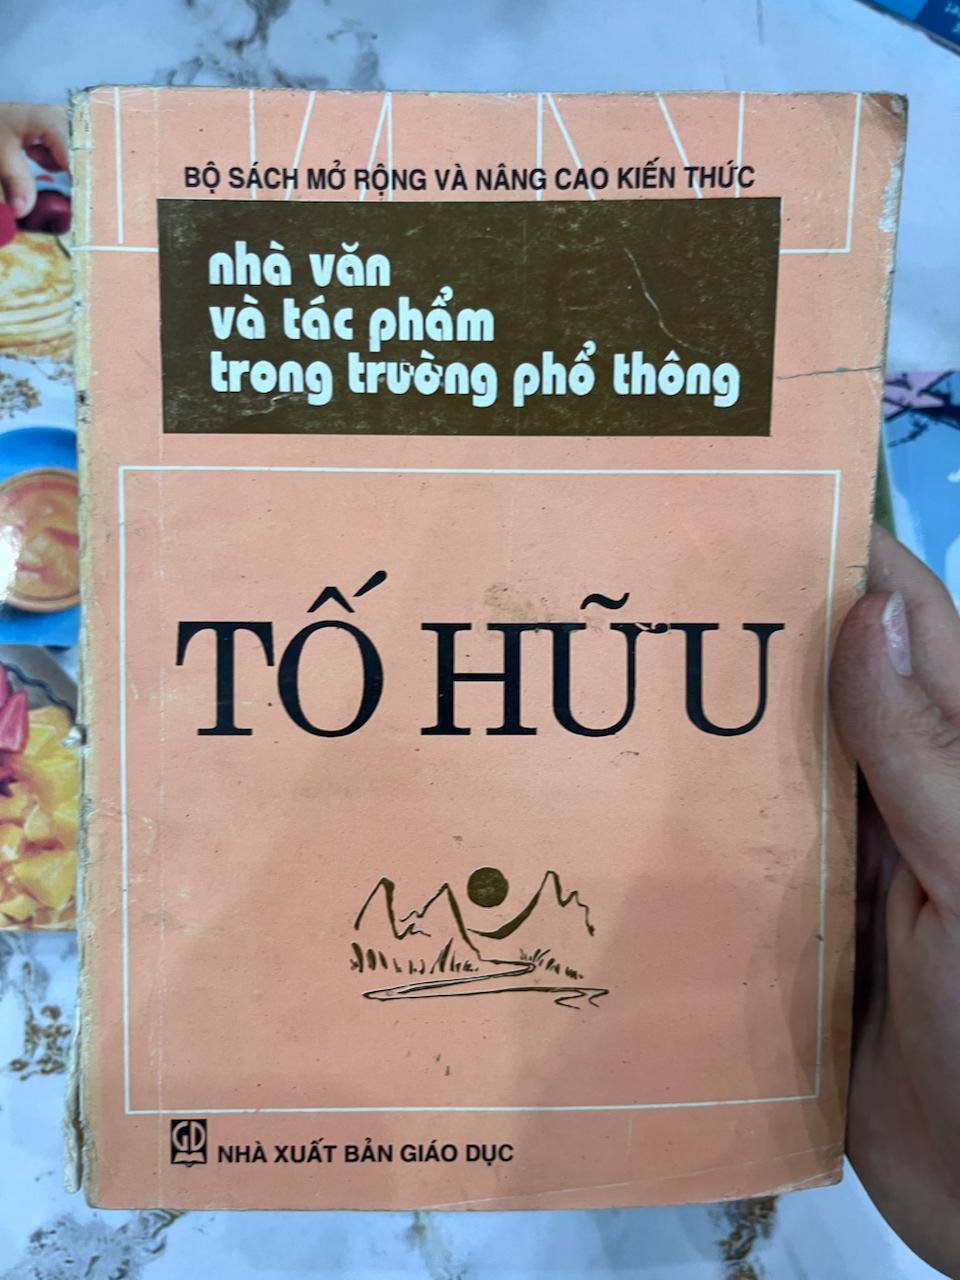 BỘ SÁCH MỞ RỘNG VÀ NÂNG CAO KIẾN THỨC
nhà văn
và tác phẩm
trong trường phổ thông
TỐ HỮU
GD NHÀ XUẤT BẢN GIÁO DỤC